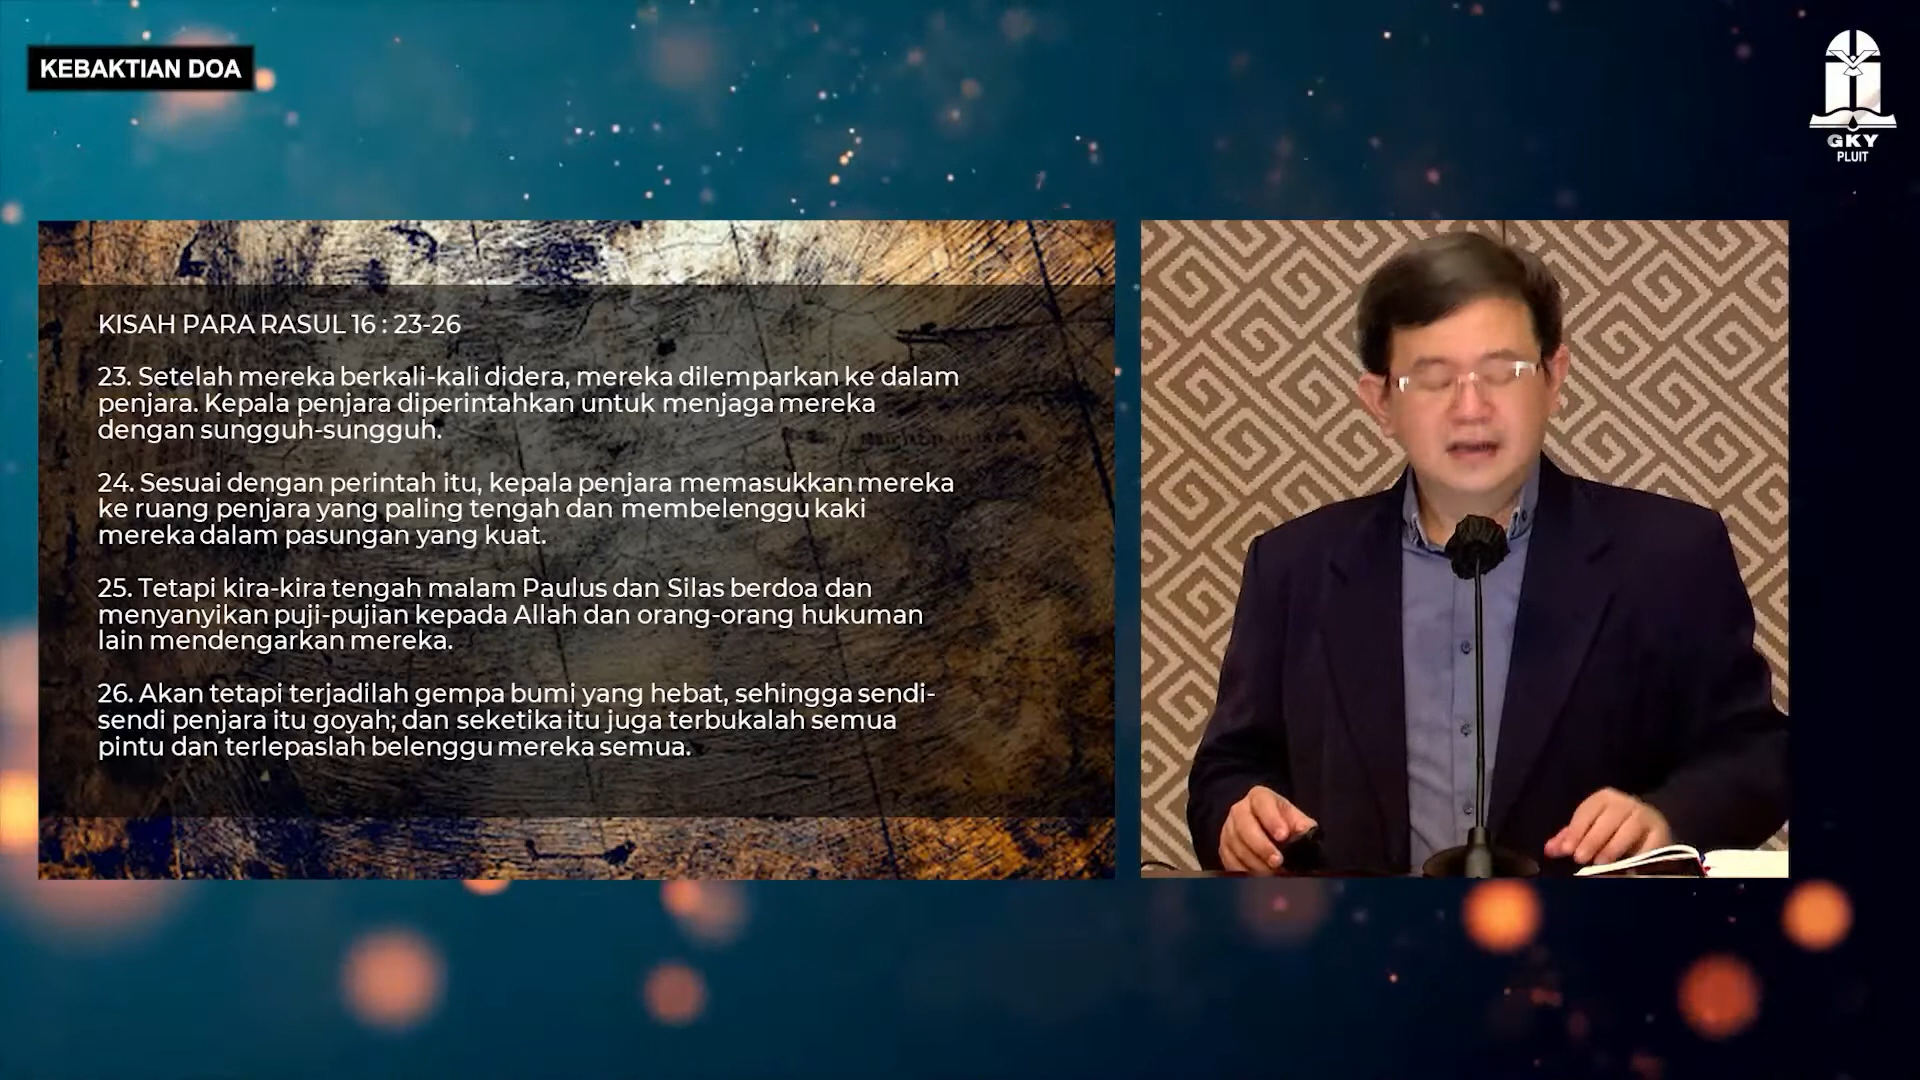 KEBAKTIAN DOA
GKY
PLUIT
KISAH PARA RASUL 16 : 23-26
23. Setelah mereka berkali-kali didera, mereka dilemparkan ke dalam
penjara. Kepala penjara diperintahkan untuk menjaga mereka
dengan sungguh-sungguh.
24. Sesuai dengan perintah itu, kepala penjara memasukkan mereka
ke ruang penjara yang paling tengah dan membelenggu kaki
mereka dalam pasungan yang kuat.
25. Tetapi kira-kira tengah malam Paulus dan Silas berdoa dan
menyanyikan puji-pujian kepada Allah dan orang-orang hukuman
lain mendengarkan mereka.
26. Akan tetapi terjadilah gempa bumi yang hebat, sehingga sendi-
sendi penjara itu goyah; dan seketika itu juga terbukalah semua
pintu dan terlepaslah belenggu mereka semua.